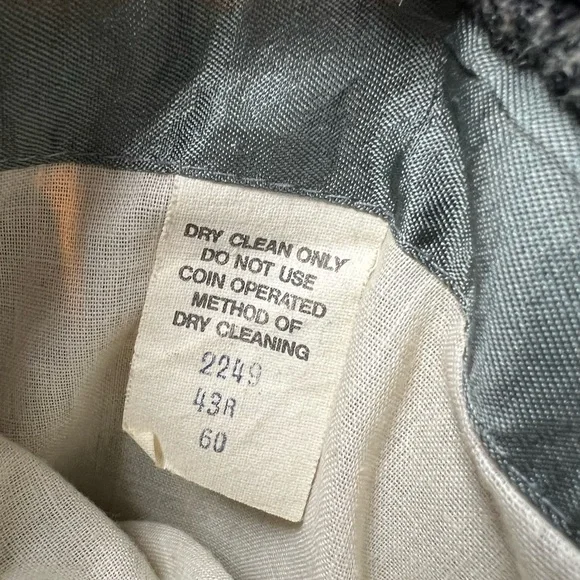 DRY CLEAN ONLY
DO NOT USE
COIN OPERATED
METHOD OF
DRY CLEANING
2249
43R
60